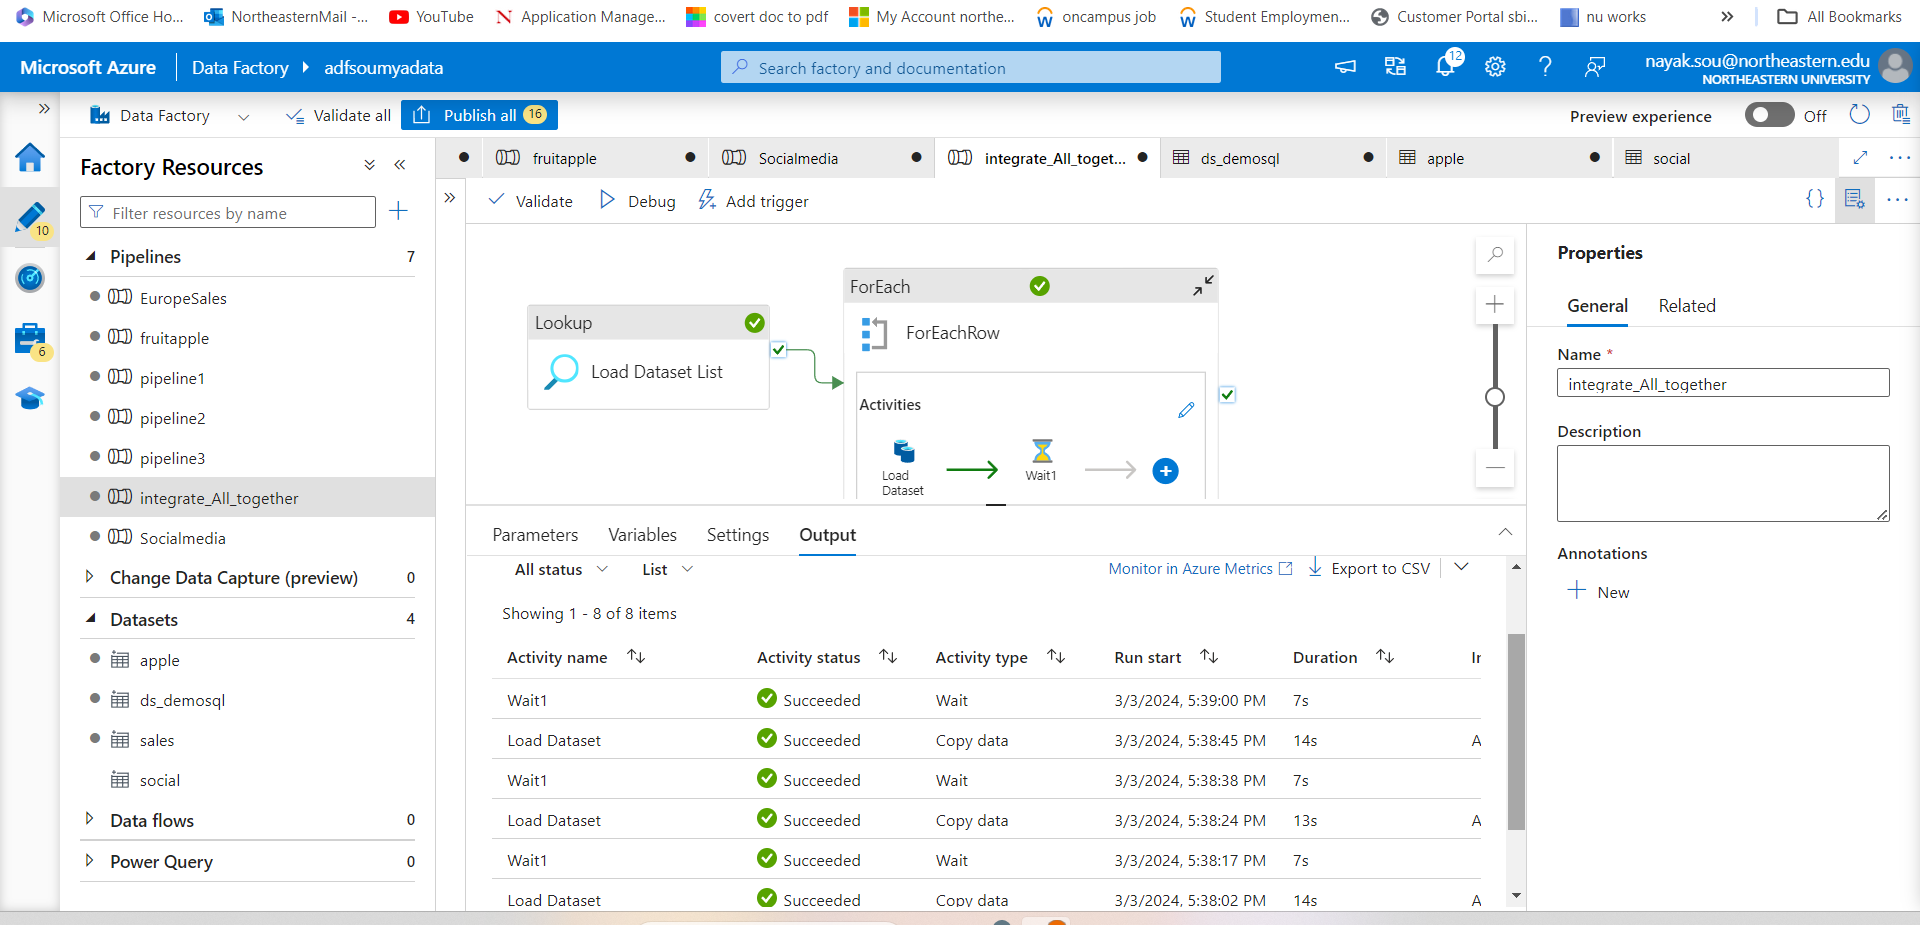 Microsoft Office Ho...
NortheasternMail -...
YouTube
Application Manage...
covert doc to pdf
My Account northe...
oncampus job
Student Employmen...
Customer Portal sbi...
nu works
All Bookmarks
Microsoft Azure
Data Factory
adfsoumyadata
Search factory and documentation
12
nayak.sou@northeastern.edu
NORTHEASTERN UNIVERSITY
Data Factory
Validate all
Publish all 16
Preview experience
Off
Factory Resources
Filter resources by name
10
6
Pipelines 7
EuropeSales
fruitapple
pipeline1
pipeline2
pipeline3
integrate_All_together
Socialmedia
Change Data Capture (preview) 0
Datasets 4
apple
ds_demosql
sales
social
Data flows 0
Power Query 0
fruitapple
Socialmedia
integrate_All_toget...
ds_demosql
apple
social
Validate
Debug
Add trigger
{}
Lookup
Load Dataset List
ForEach
ForEachRow
Activities
Load
Dataset
Wait1
Parameters
Variables
Settings
Output
All status
List
Monitor in Azure Metrics
Export to CSV
Showing 1 - 8 of 8 items
Activity name Activity status Activity type Run start Duration Ir
Wait1 Succeeded Wait 3/3/2024, 5:39:00 PM 7s
Load Dataset Succeeded Copy data 3/3/2024, 5:38:45 PM 14s A
Wait1 Succeeded Wait 3/3/2024, 5:38:38 PM 7s
Load Dataset Succeeded Copy data 3/3/2024, 5:38:24 PM 13s A
Wait1 Succeeded Wait 3/3/2024, 5:38:17 PM 7s
Load Dataset Succeeded Copy data 3/3/2024, 5:38:02 PM 14s A
Properties
General
Related
Name *
integrate_All_together
Description
Annotations
New